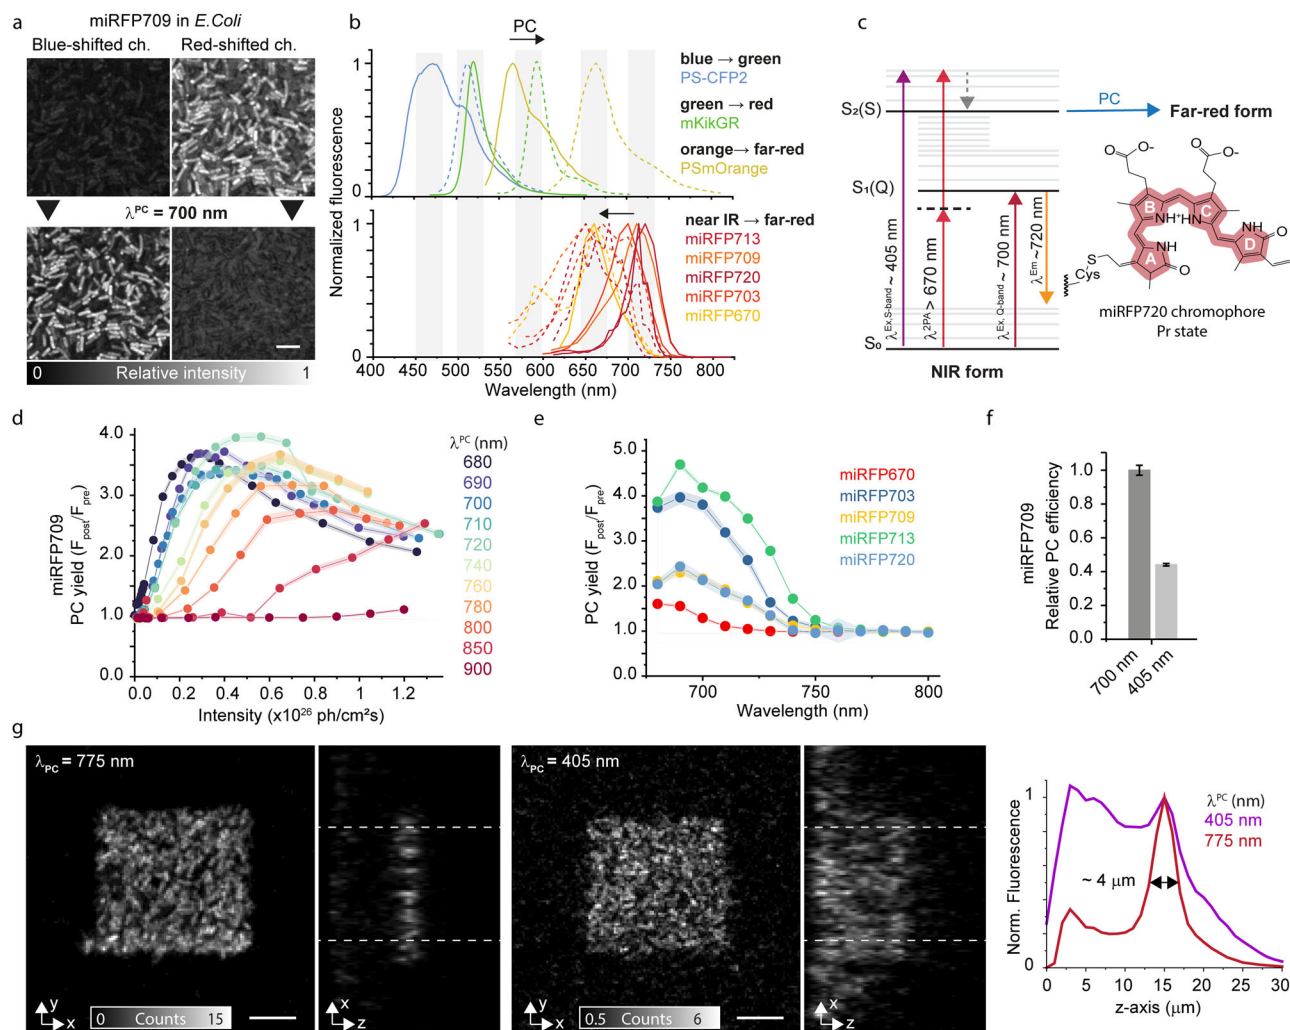 a
miRFP709 in E.Coli
Blue-shifted ch. Red-shifted ch.
λPC = 700 nm
0 Relative intensity 1
b
PC
Normalized fluorescence
1
0
1
0
blue → green
PS-CFP2
green → red
mKikGR
orange→ far-red
PSmOrange
near IR → far-red
miRFP713
miRFP709
miRFP720
miRFP703
miRFP670
400 450 500 550 600 650 700 750 800
Wavelength (nm)
c
S₂(S)
S₁(Q)
S₀
λEx,S-band ~ 405 nm
λ2PA > 670 nm
λEx, Q-band ~ 700 nm
λEm ~720 nm
NIR form
PC
Far-red form
O O-
O O-
B C
NH+ HN
NH
NH
A D
O
O
S
Cys
miRFP720 chromophore
Pr state
d
miRFP709
PC yield (Fpost/Fpre)
4.0
3.0
2.0
1.0
0.0
0.0 0.2 0.4 0.6 0.8 1.0 1.2
Intensity (x10²⁶ ph/cm²s)
λPC (nm)
680
690
700
710
720
740
760
780
800
850
900
e
PC yield (Fpost/Fpre)
5.0
4.0
3.0
2.0
1.0
0.0
700 750 800
Wavelength (nm)
miRFP670
miRFP703
miRFP709
miRFP713
miRFP720
f
miRFP709
Relative PC efficiency
1.0
0.8
0.6
0.4
0.2
0.0
700 nm
405 nm
g
λPC = 775 nm
y
x
0 Counts 15
x
z
λPC = 405 nm
y
x
0.5 Counts 6
x
z
Norm. Fluorescence
1
0
λPC (nm)
405 nm
775 nm
~ 4 µm
0 5 10 15 20 25 30
z-axis (µm)